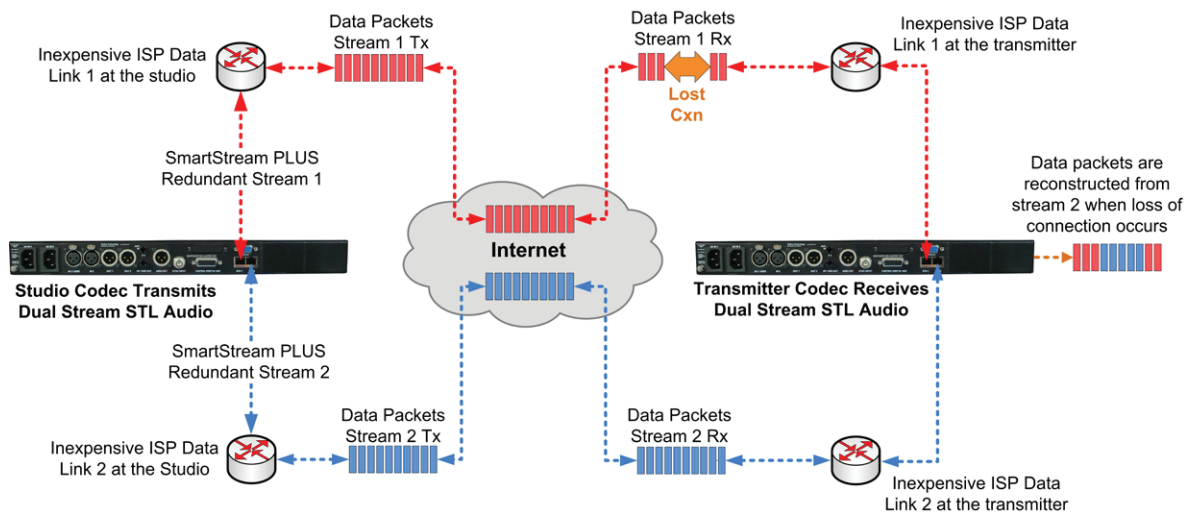 Data Packets
Stream 1 Tx
Data Packets
Stream 1 Rx
Inexpensive ISP Data
Link 1 at the studio
Inexpensive ISP Data
Link 1 at the transmitter
Lost
Cxn
SmartStream PLUS
Redundant Stream 1
Data packets are
reconstructed from
stream 2 when loss of
connection occurs
Internet
Studio Codec Transmits
Dual Stream STL Audio
Transmitter Codec Receives
Dual Stream STL Audio
SmartStream PLUS
Redundant Stream 2
Data Packets
Stream 2 Tx
Data Packets
Stream 2 Rx
Inexpensive ISP Data
Link 2 at the Studio
Inexpensive ISP Data
Link 2 at the transmitter